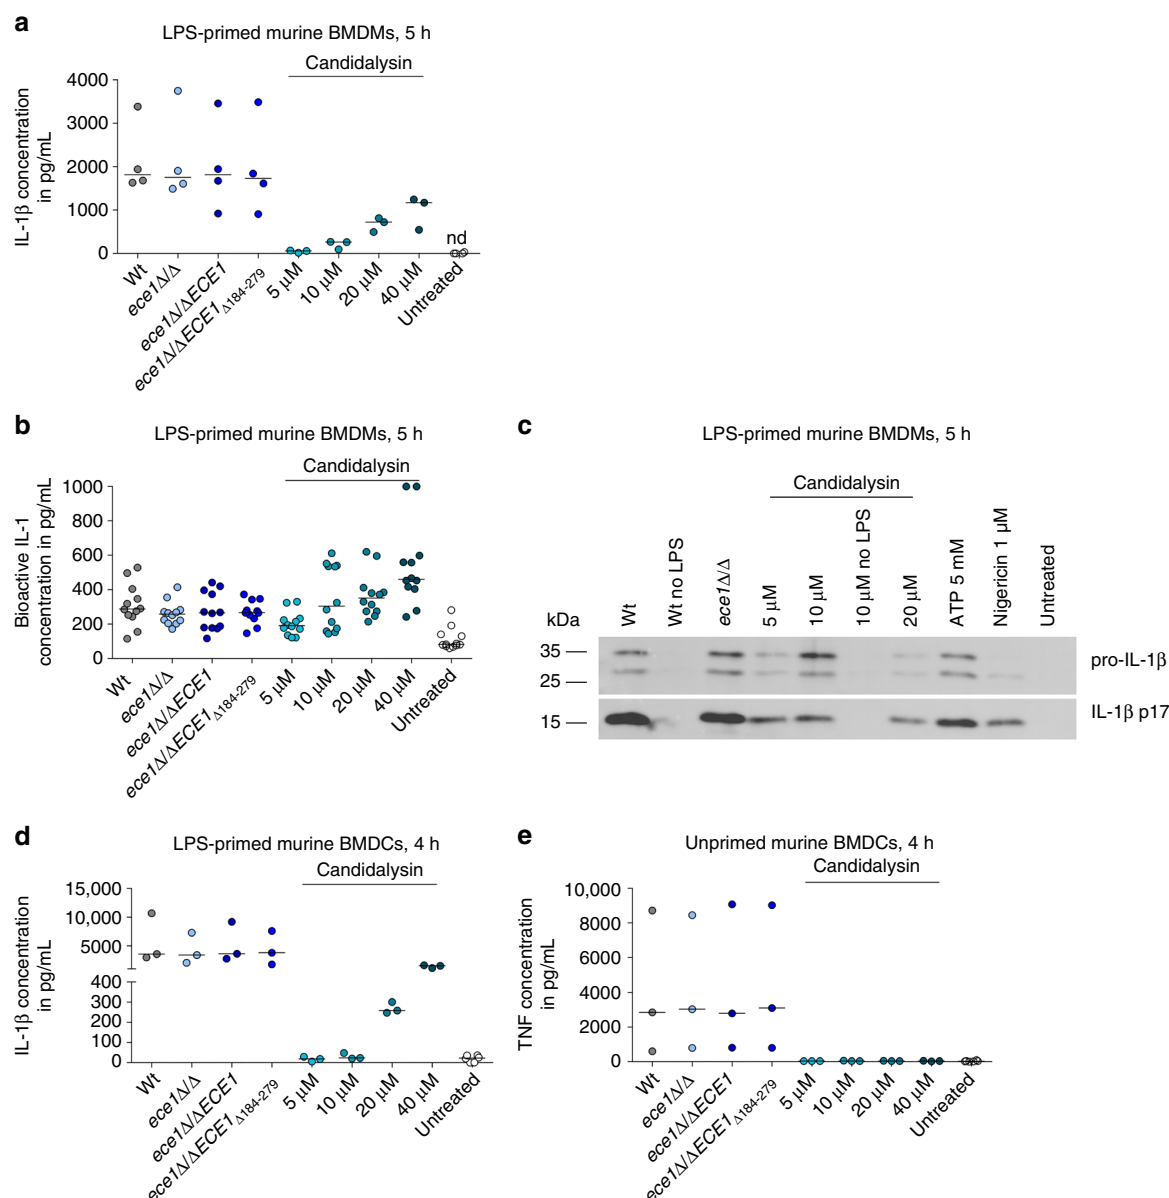 a
LPS-primed murine BMDMs, 5 h
Candidalysin
IL-1β concentration
in pg/mL
4000
3000
2000
1000
0
nd
Wt
ece1Δ/Δ
ece1Δ/ΔECE1
ece1Δ/ΔECE1Δ184-279
5 μM
10 μM
20 μM
40 μM
Untreated
b
LPS-primed murine BMDMs, 5 h
Candidalysin
Bioactive IL-1
concentration in pg/mL
1000
800
600
400
200
0
Wt
ece1Δ/Δ
ece1Δ/ΔECE1
ece1Δ/ΔECE1Δ184-279
5 μM
10 μM
20 μM
40 μM
Untreated
c
LPS-primed murine BMDMs, 5 h
Candidalysin
kDa
Wt
Wt no LPS
ece1Δ/Δ
5 μM
10 μM
10 μM no LPS
20 μM
ATP 5 mM
Nigericin 1 μM
Untreated
35
25
15
pro-IL-1β
IL-1β p17
d
LPS-primed murine BMDCs, 4 h
Candidalysin
IL-1β concentration
in pg/mL
15,000
10,000
5000
400
300
200
100
0
Wt
ece1Δ/Δ
ece1Δ/ΔECE1
ece1Δ/ΔECE1Δ184-279
5 μM
10 μM
20 μM
40 μM
Untreated
e
Unprimed murine BMDCs, 4 h
Candidalysin
TNF concentration
in pg/mL
10,000
8000
6000
4000
2000
0
Wt
ece1Δ/Δ
ece1Δ/ΔECE1
ece1Δ/ΔECE1Δ184-279
5 μM
10 μM
20 μM
40 μM
Untreated